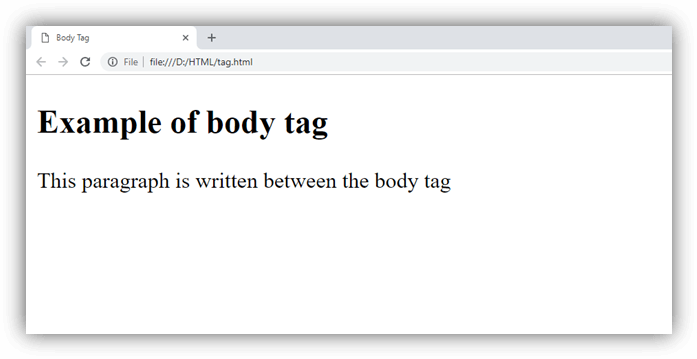 Body Tag
File | file:///D:/HTML/tag.html
Example of body tag
This paragraph is written between the body tag